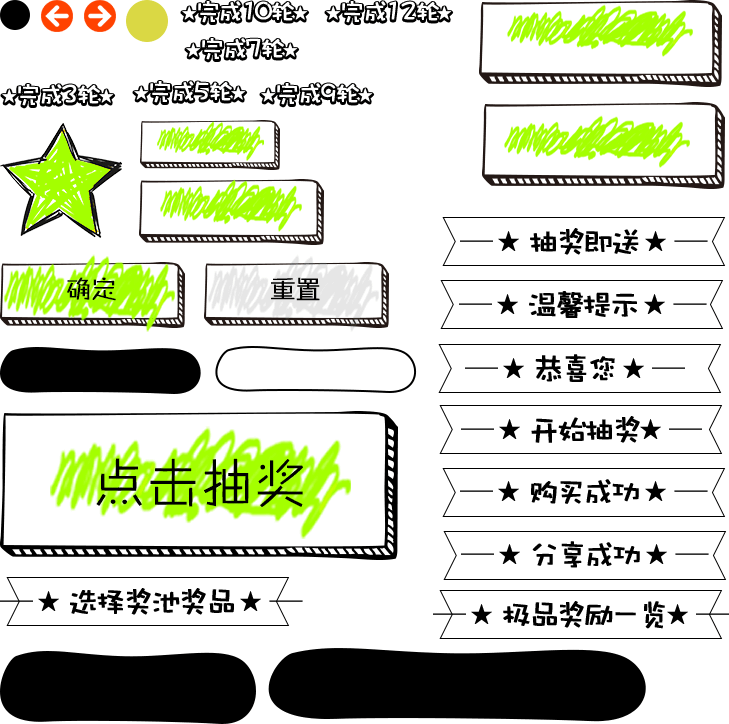 ★完成10轮★
★完成12轮★
★完成7轮★
★完成3轮★
★完成5轮★
★完成9轮★
★ 抽奖即送 ★
确定
重置
★ 温馨提示 ★
★ 恭喜您 ★
★ 开始抽奖★
点击抽奖
★ 购买成功 ★
★ 分享成功 ★
★ 选择奖池奖品 ★
★ 极品奖励一览★